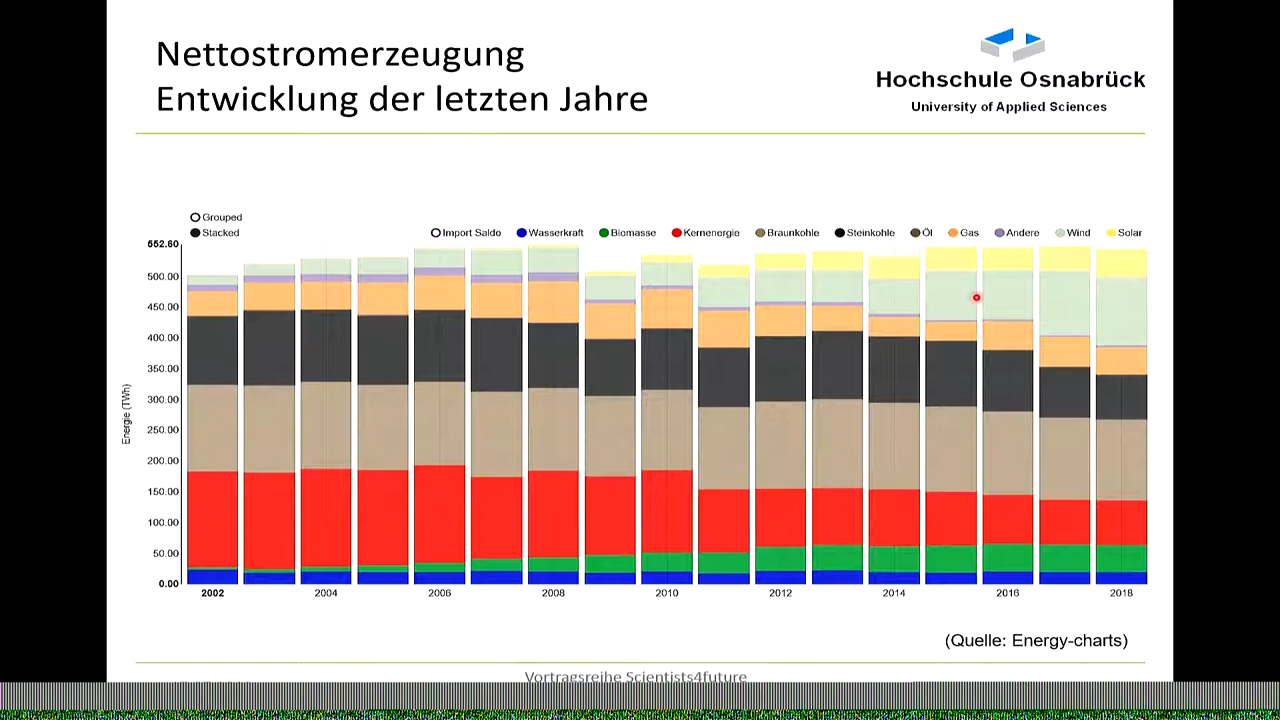 Nettostromerzeugung
Entwicklung der letzten Jahre
Hochschule Osnabrück
University of Applied Sciences
Grouped
Stacked
Import Saldo Wasserkraft Biomasse Kernenergie Braunkohle Steinkohle Öl Gas Andere Wind Solar
552.60
500.00
450.00
400.00
350.00
300.00
250.00
200.00
150.00
100.00
50.00
0.00
Energie (TWh)
2002 2004 2006 2008 2010 2012 2014 2016 2018
(Quelle: Energy-charts)
Vortragsreihe Scientists4future